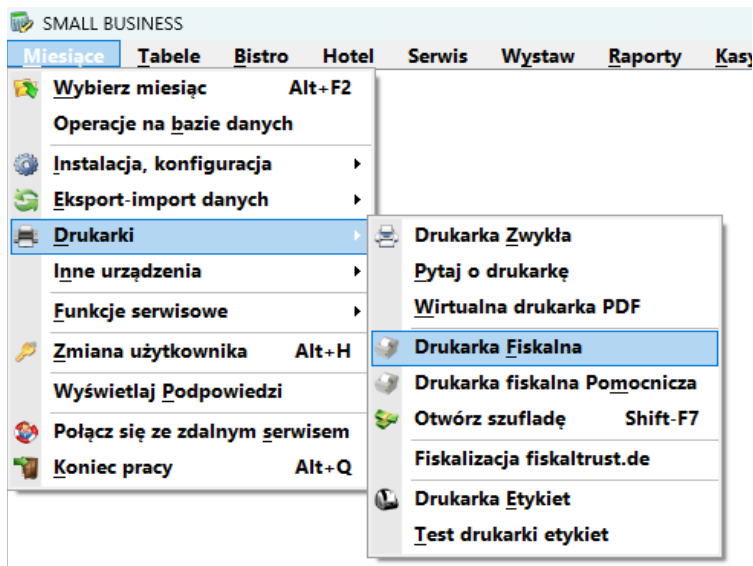 SMALL BUSINESS
Miesiące Tabele Bistro Hotel Serwis Wystaw Raporty Kasy
Wybierz miesiąc Alt+F2
Operacje na bazie danych
Instalacja, konfiguracja
Eksport-import danych
Drukarki
Inne urządzenia
Funkcje serwisowe
Zmiana użytkownika Alt+H
Wyświetlaj Podpowiedzi
Połącz się ze zdalnym serwisem
Koniec pracy Alt+Q
Drukarka Zwykła
Pytaj o drukarkę
Wirtualna drukarka PDF
Drukarka Fiskalna
Drukarka fiskalna Pomocnicza
Otwórz szufladę Shift-F7
Fiskalizacja fiskaltrust.de
Drukarka Etykiet
Test drukarki etykiet